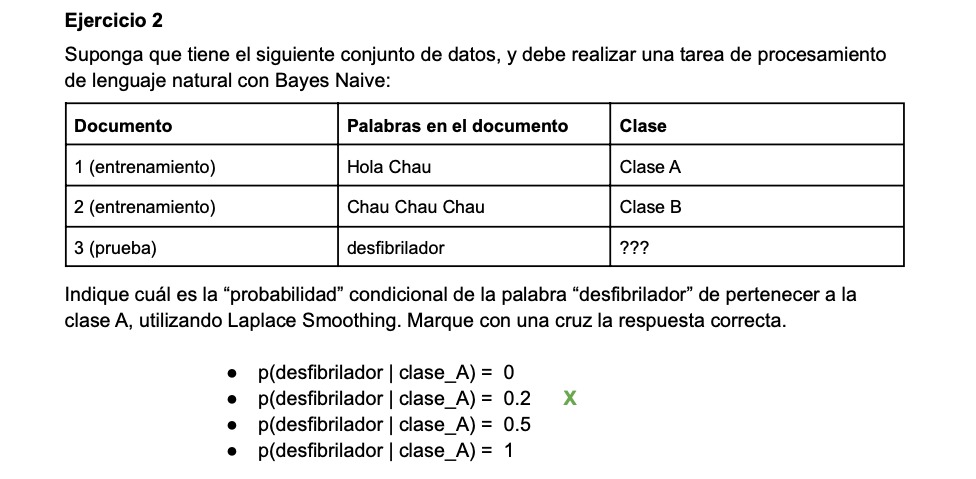 Ejercicio 2
Suponga que tiene el siguiente conjunto de datos, y debe realizar una tarea de procesamiento
de lenguaje natural con Bayes Naive:
Documento Palabras en el documento Clase
1 (entrenamiento) Hola Chau Clase A
2 (entrenamiento) Chau Chau Chau Clase B
3 (prueba) desfibrilador ???
Indique cuál es la “probabilidad” condicional de la palabra “desfibrilador” de pertenecer a la
clase A, utilizando Laplace Smoothing. Marque con una cruz la respuesta correcta.
● p(desfibrilador | clase_A) = 0
● p(desfibrilador | clase_A) = 0.2 X
● p(desfibrilador | clase_A) = 0.5
● p(desfibrilador | clase_A) = 1